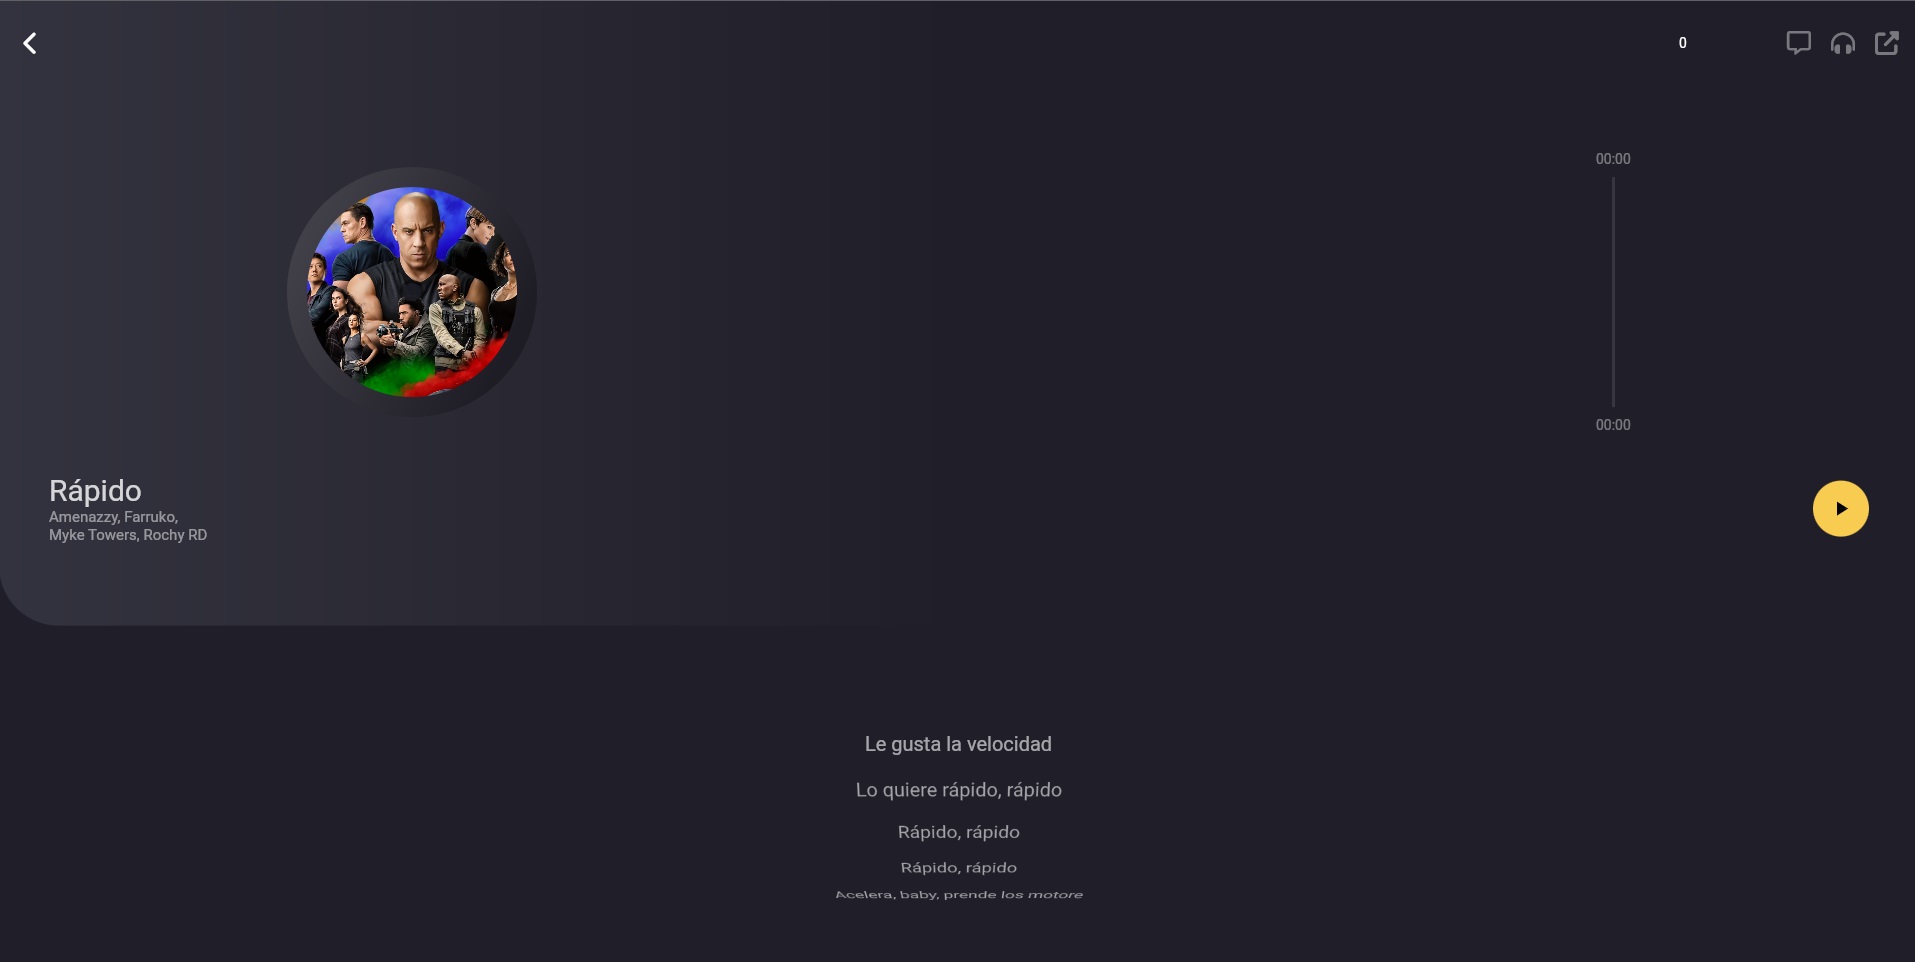 0
00:00
00:00
Rápido
Amenazzy, Farruko,
Myke Towers, Rochy RD
Le gusta la velocidad
Lo quiere rápido, rápido
Rápido, rápido
Rápido, rápido
Acelera, baby, prende los motore